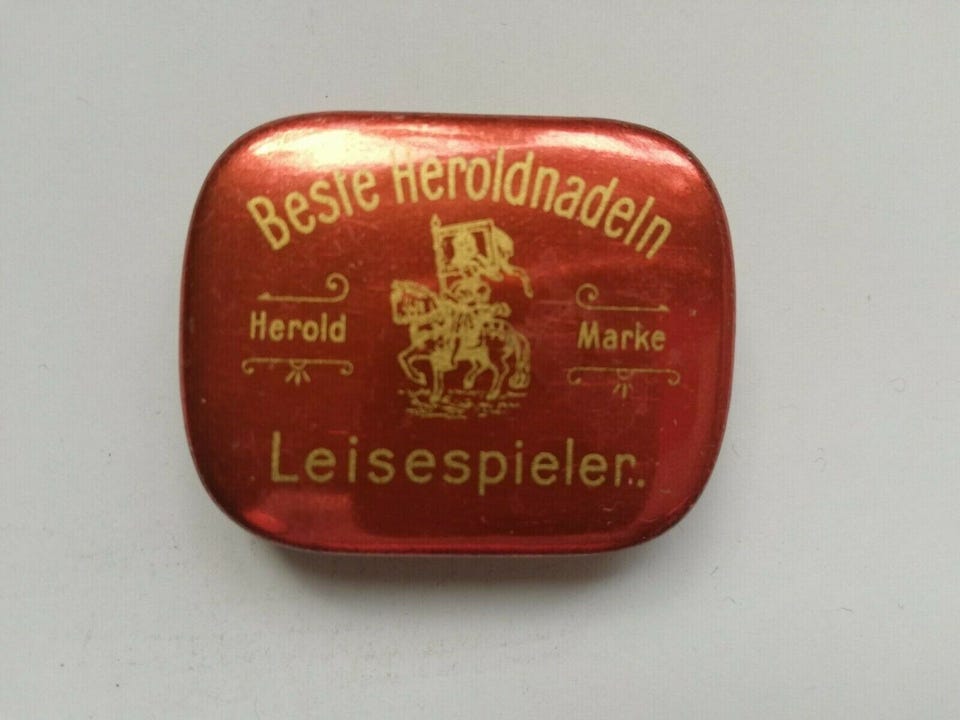 Beste Heroldnadeln
Herold Marke
Leisespieler..